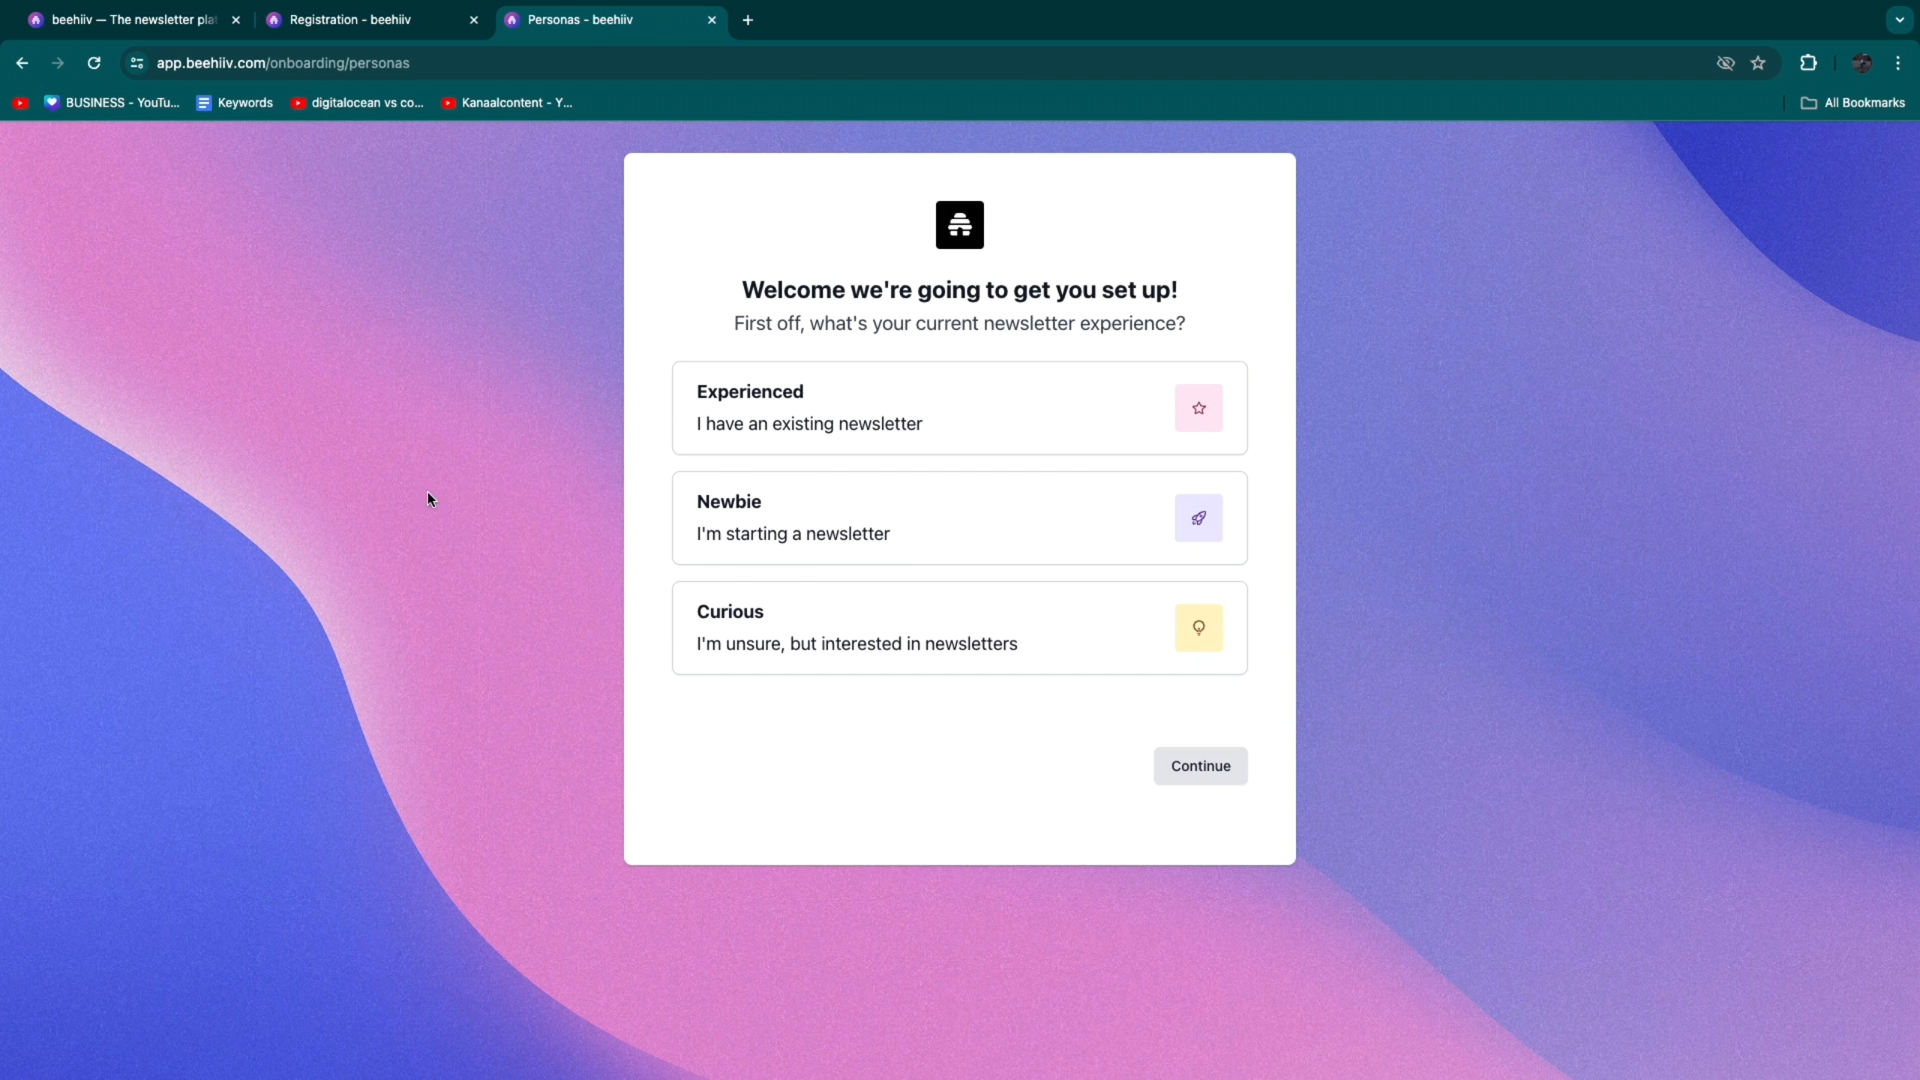 beehiiv — The newsletter pla
Registration - beehiiv
Personas - beehiiv
app.beehiiv.com/onboarding/personas
BUSINESS - YouTu...
Keywords
digitalocean vs co...
Kanaalcontent - Y...
All Bookmarks
Welcome we're going to get you set up!
First off, what's your current newsletter experience?
Experienced
I have an existing newsletter
Newbie
I'm starting a newsletter
Curious
I'm unsure, but interested in newsletters
Continue